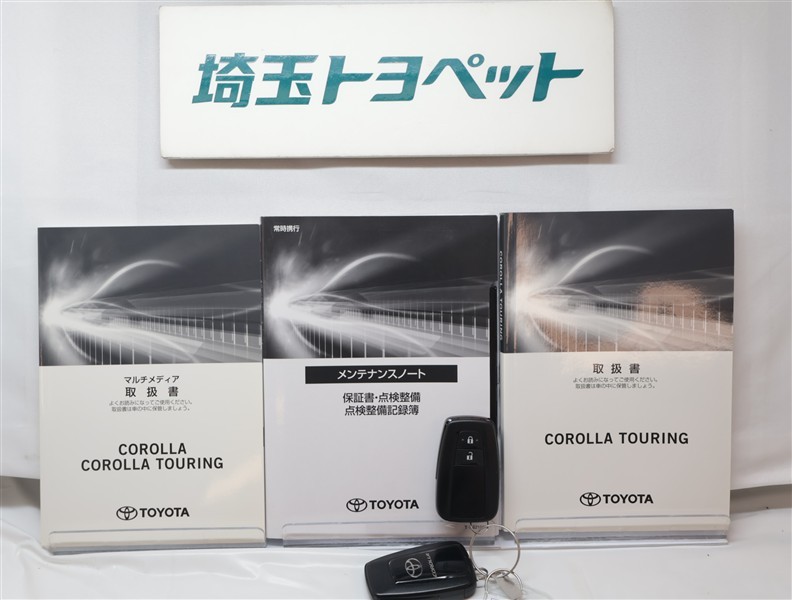 埼玉トヨペット
マルチメディア
取扱書
よくお読みになってご使用ください。
取扱書は車の中に保管しましょう。
COROLLA
COROLLA TOURING
TOYOTA
常時携行
メンテナンスノート
保証書・点検整備
点検整備記録簿
TOYOTA
COROLLA TOURING
取扱書
よくお読みになってご使用ください。
取扱書は車の中に保管しましょう。
COROLLA TOURING
TOYOTA
TOYOTA